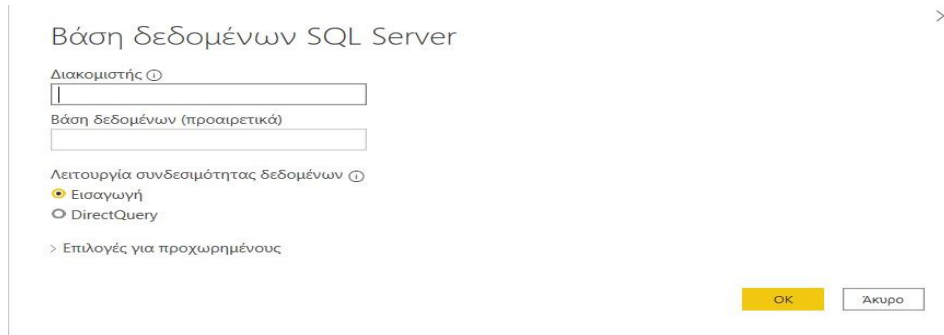 Βάση δεδομένων SQL Server
Διακομιστής
Βάση δεδομένων (προαιρετικά)
Λειτουργία συνδεσιμότητας δεδομένων
Εισαγωγή
DirectQuery
> Επιλογές για προχωρημένους
OK Άκυρο